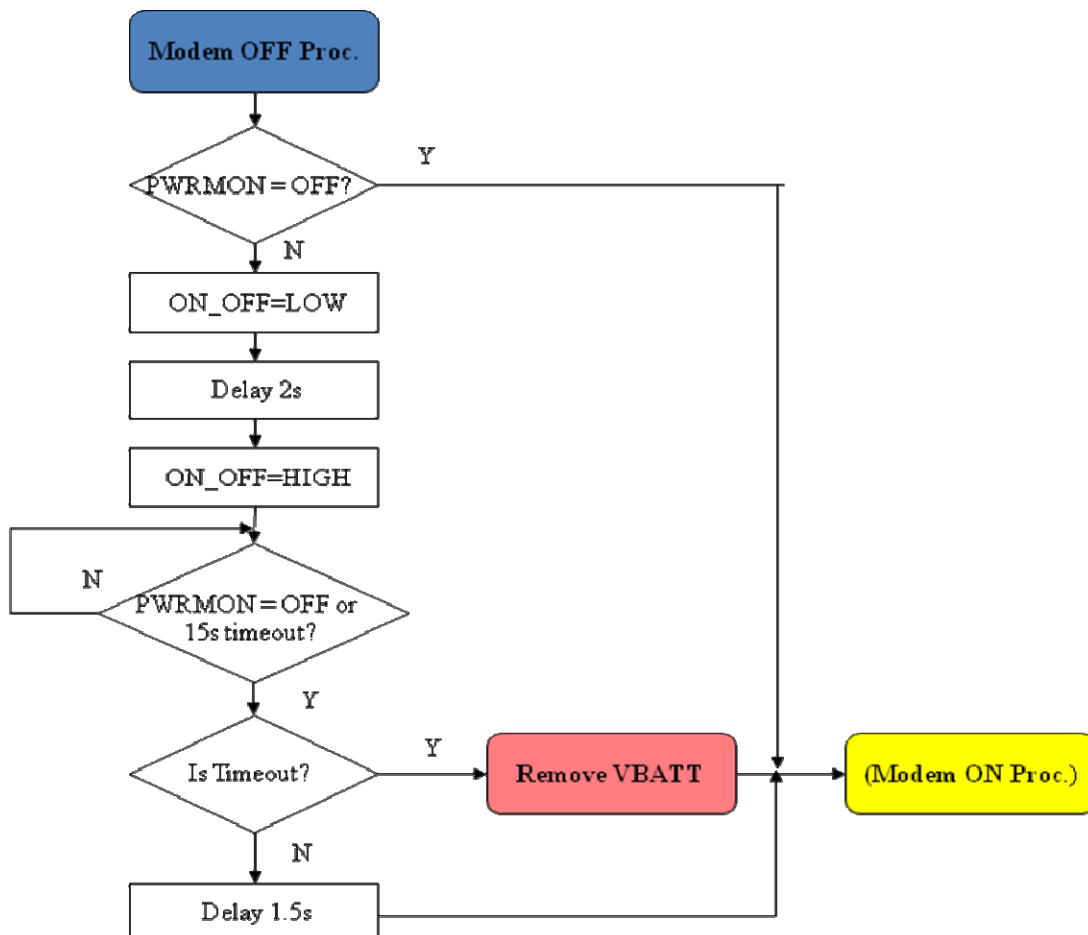 Modem OFF Proc.
Y
PWRMON = OFF?
N
ON_OFF=LOW
Delay 2s
ON_OFF=HIGH
N
PWRMON = OFF or
15s timeout?
Y
Is Timeout?
Y
Remove VBATT
(Modem ON Proc.)
N
Delay 1.5s